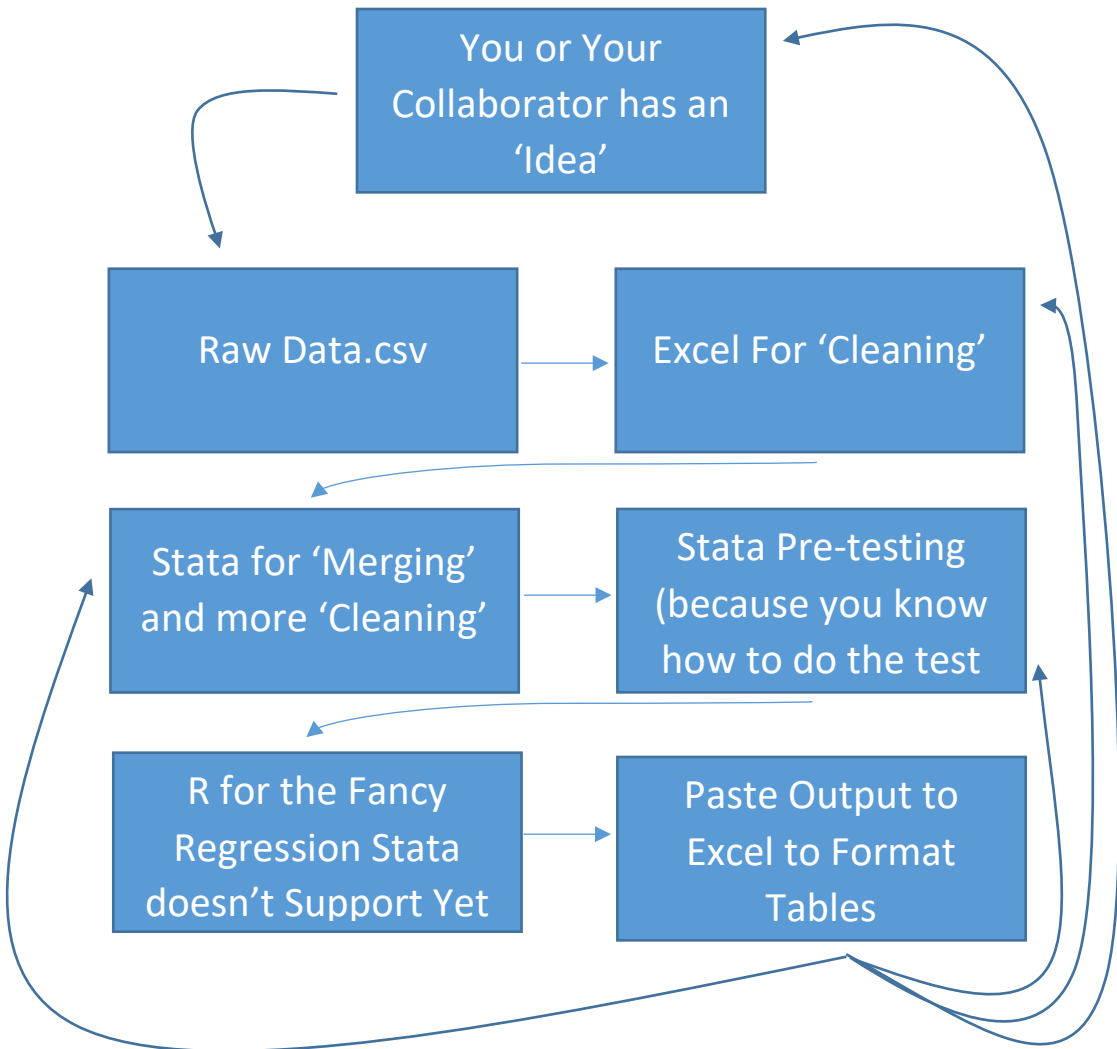 You or Your
Collaborator has an
‘Idea’
Raw Data.csv
Excel For ‘Cleaning’
Stata for ‘Merging’
and more ‘Cleaning’
Stata Pre-testing
(because you know
how to do the test
R for the Fancy
Regression Stata
doesn’t Support Yet
Paste Output to
Excel to Format
Tables